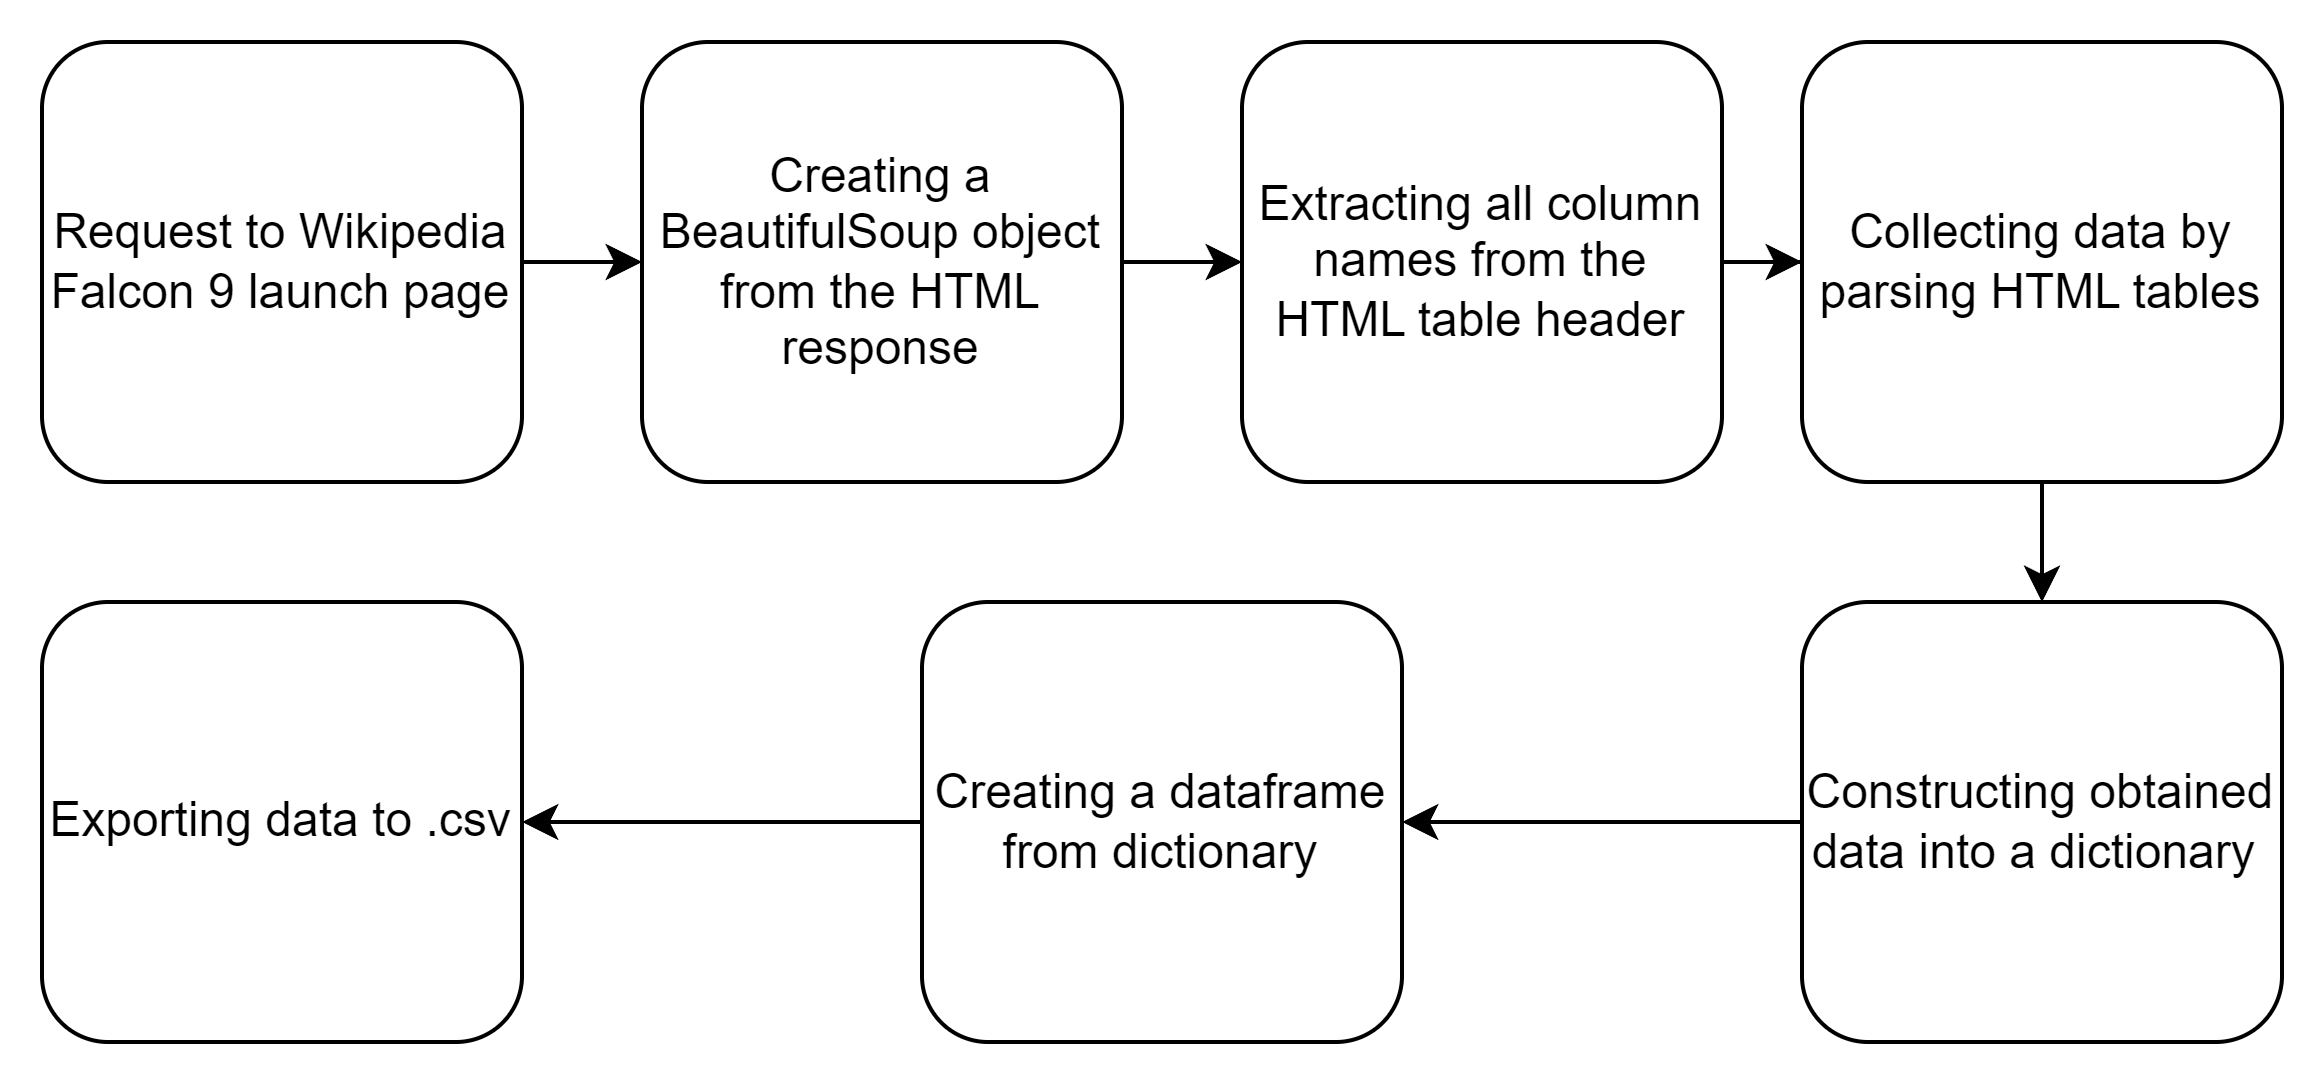 Request to Wikipedia
Falcon 9 launch page
Creating a
BeautifulSoup object
from the HTML
response
Extracting all column
names from the
HTML table header
Collecting data by
parsing HTML tables
Constructing obtained
data into a dictionary
Creating a dataframe
from dictionary
Exporting data to .csv